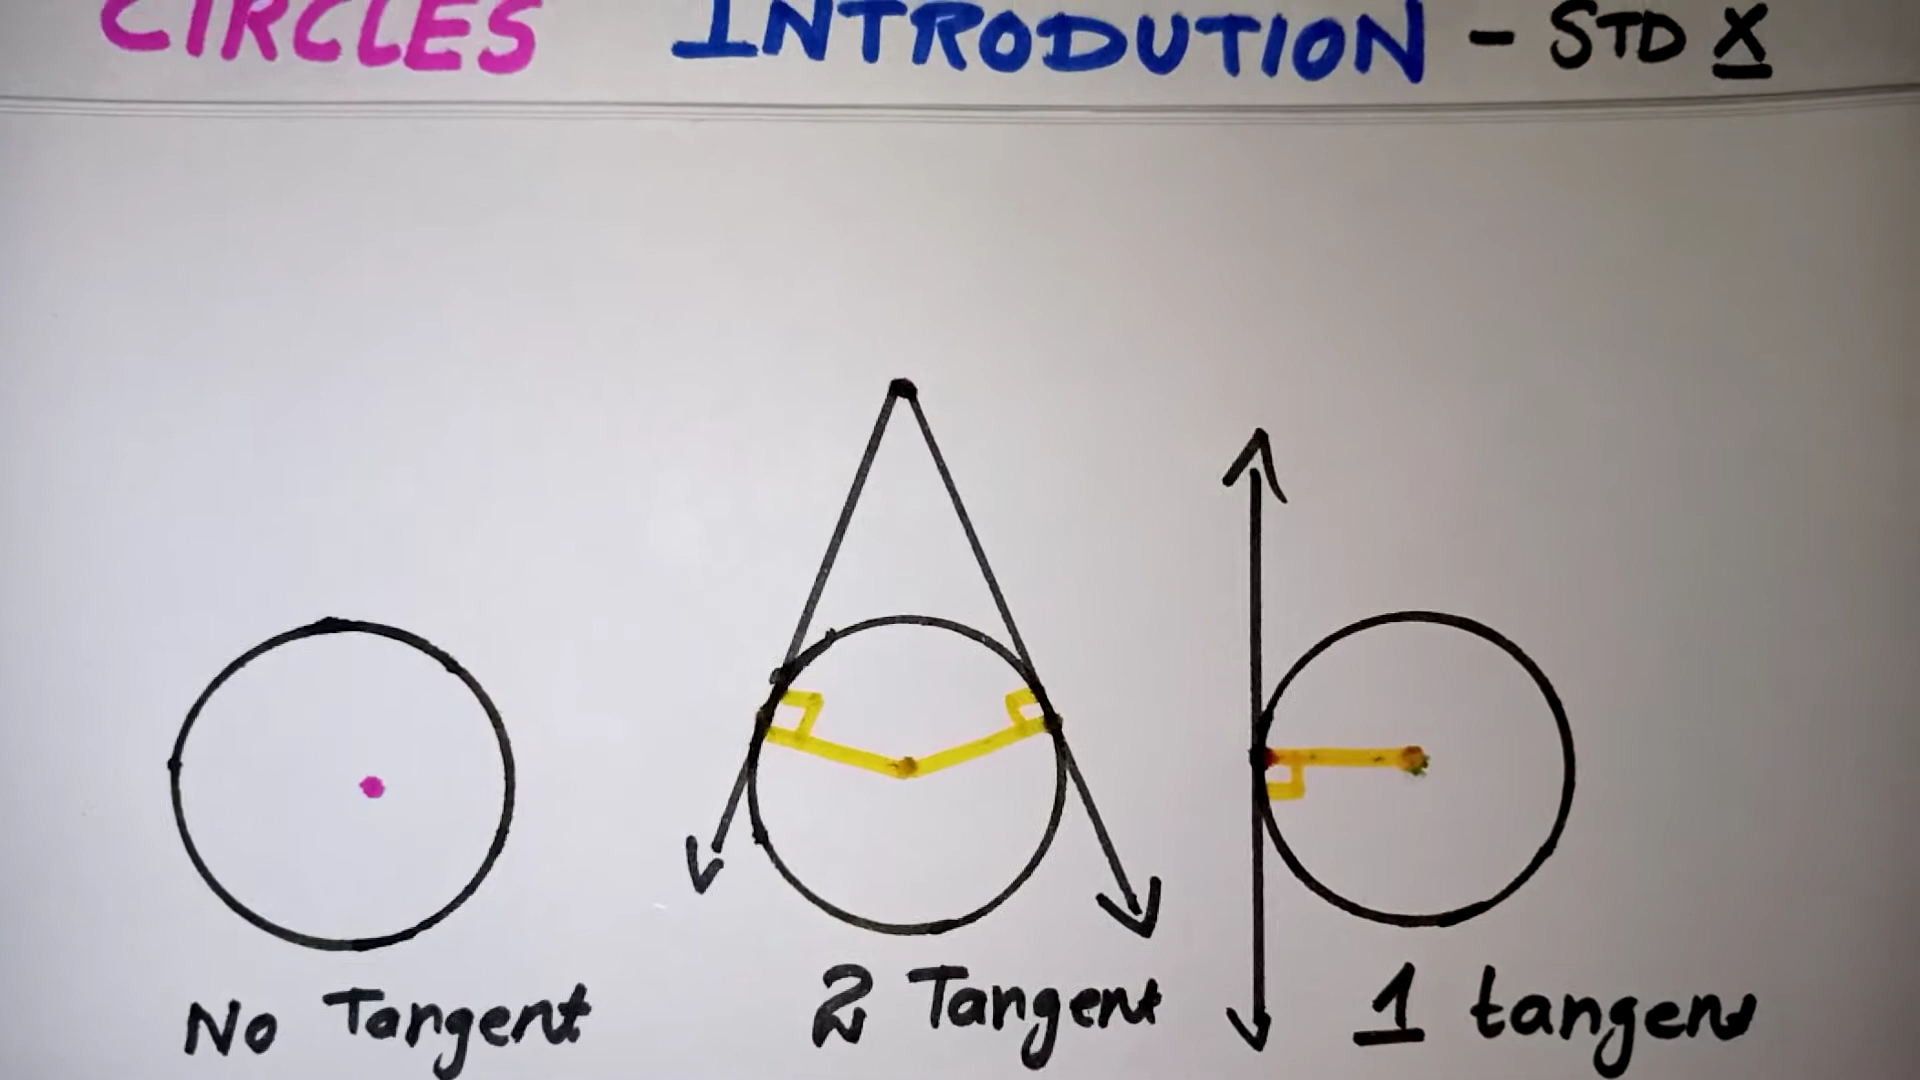 CIRCLES INTRODUTION - STD X
No Tangent
2 Tangent
1 tangent